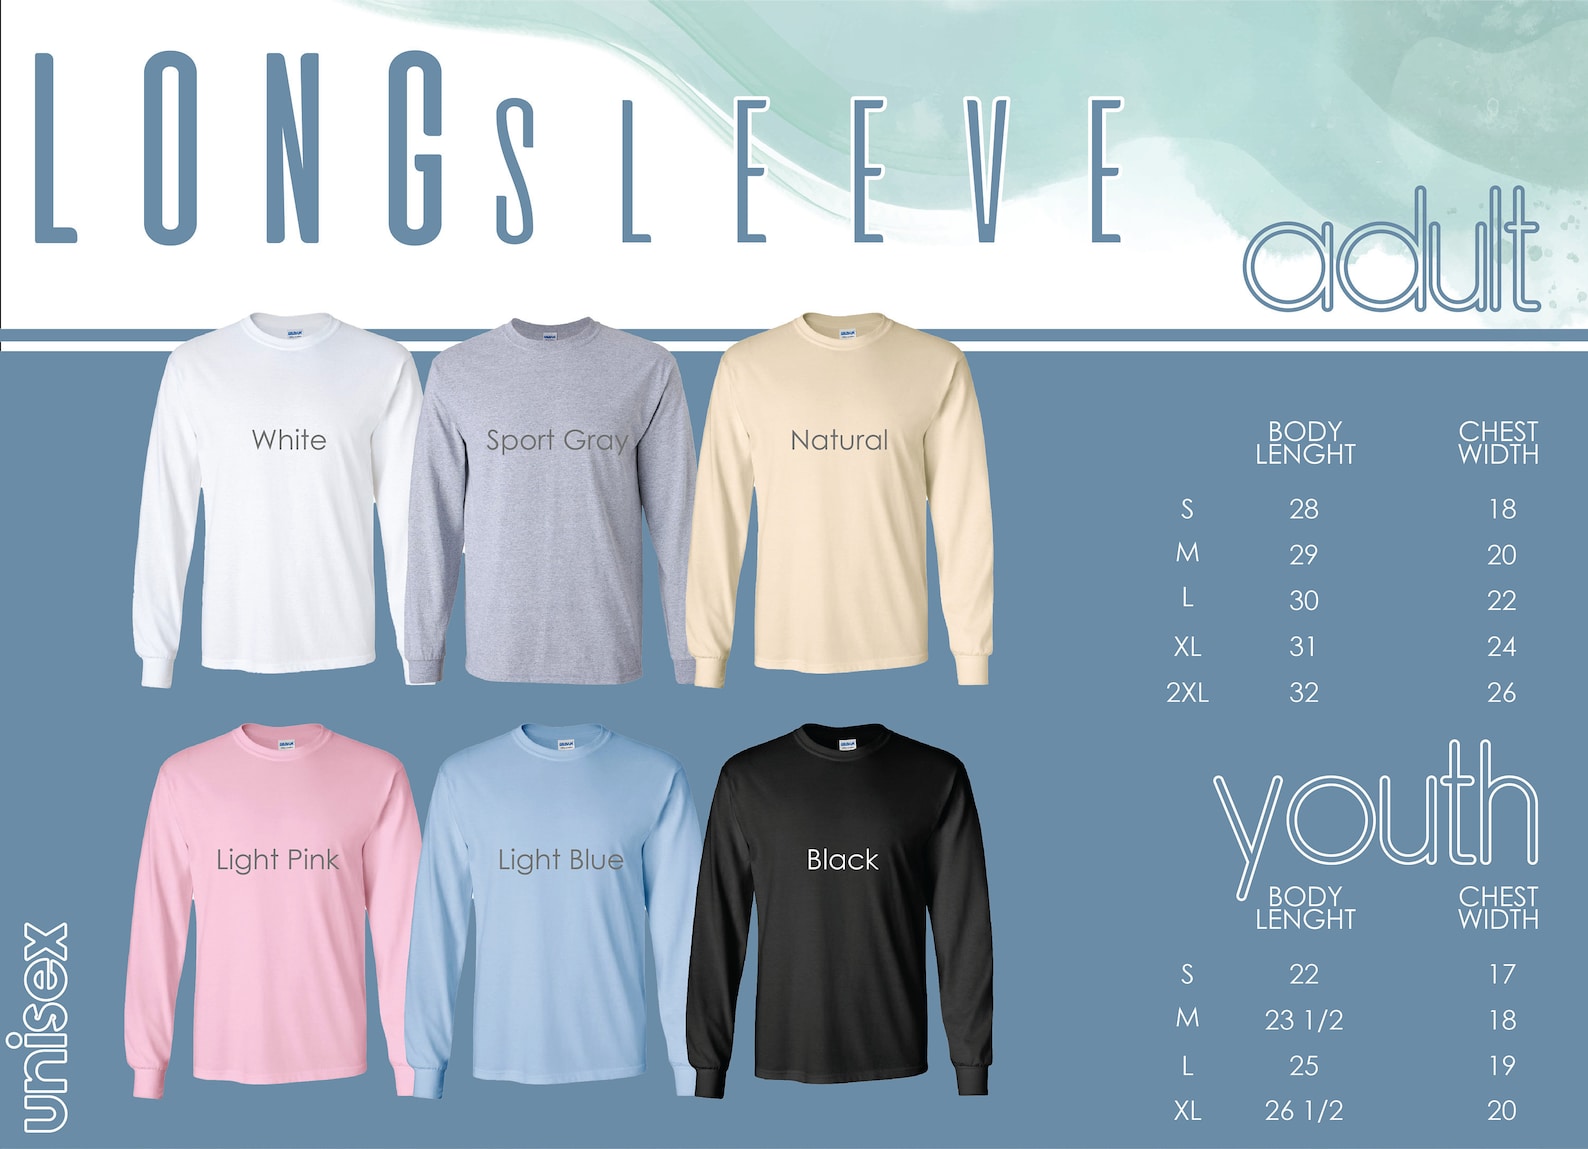 LONGSLEEVE
adult
White
Sport Gray
Natural
BODY LENGHT
CHEST WIDTH
S 28 18
M 29 20
L 30 22
XL 31 24
2XL 32 26
youth
Light Pink
Light Blue
Black
BODY LENGHT
CHEST WIDTH
S 22 17
M 23 1/2 18
L 25 19
XL 26 1/2 20
unisex